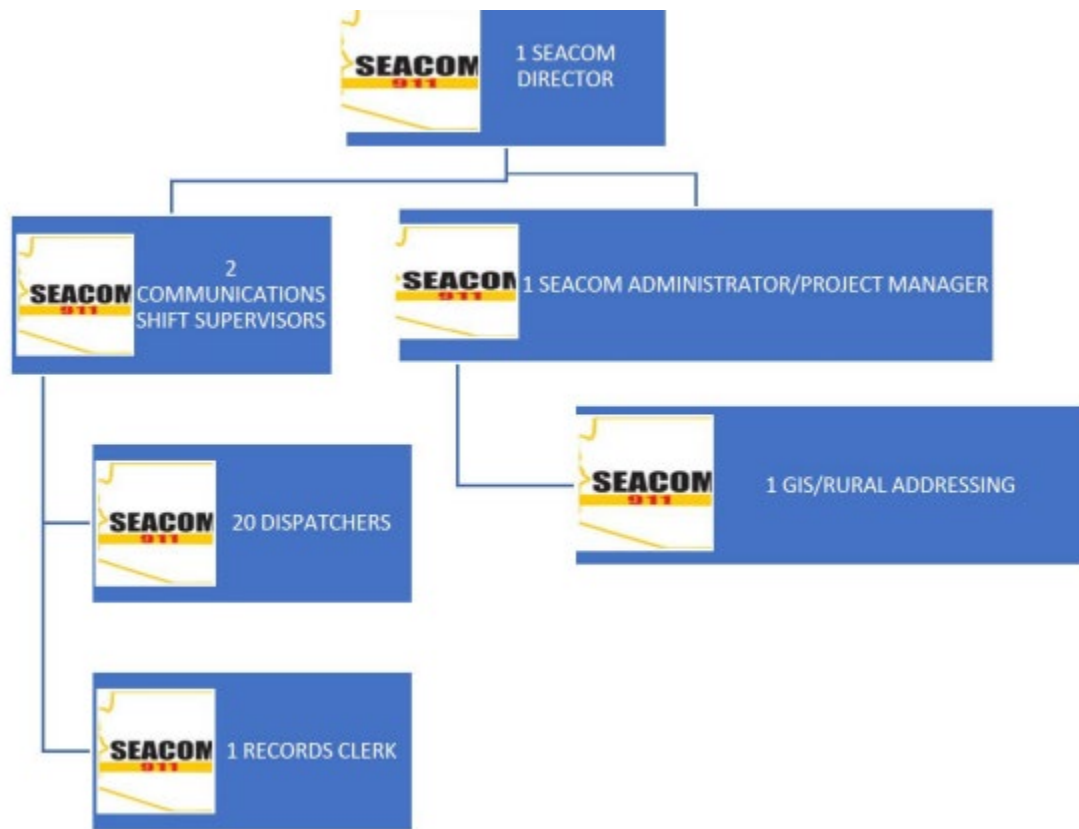 SEACOM
911
1 SEACOM
DIRECTOR
SEACOM
911
2
COMMUNICATIONS
SHIFT SUPERVISORS
SEACOM
911
1 SEACOM ADMINISTRATOR/PROJECT MANAGER
SEACOM
911
20 DISPATCHERS
SEACOM
911
1 GIS/RURAL ADDRESSING
SEACOM
911
1 RECORDS CLERK